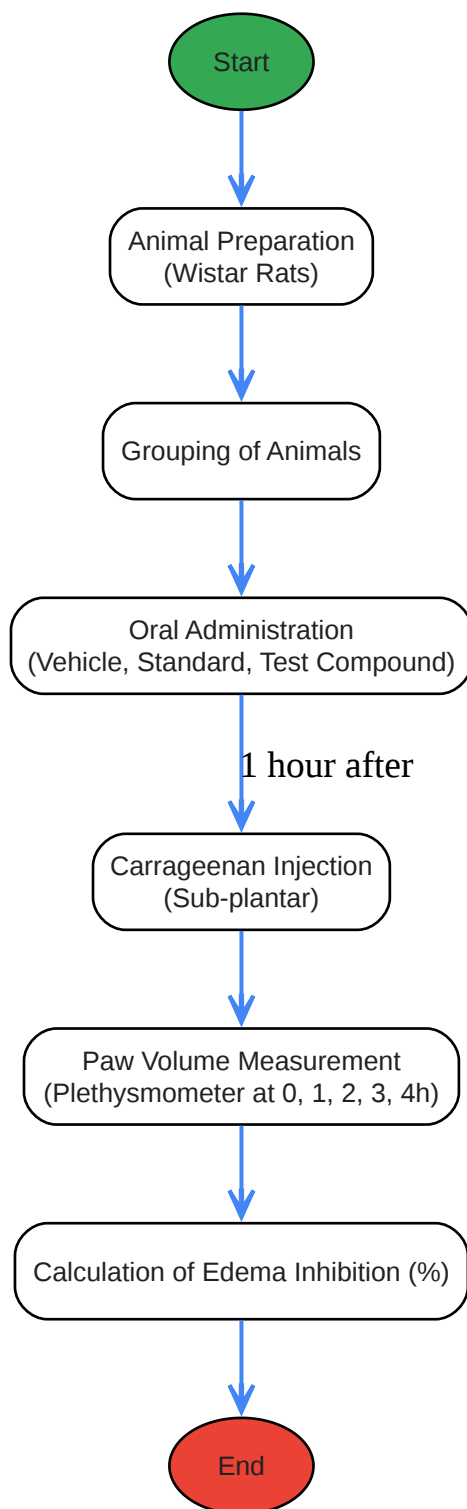 Start
Animal Preparation
(Wistar Rats)
Grouping of Animals
Oral Administration
(Vehicle, Standard, Test Compound)
1 hour after
Carrageenan Injection
(Sub-plantar)
Paw Volume Measurement
(Plethysmometer at 0, 1, 2, 3, 4h)
Calculation of Edema Inhibition (%)
End